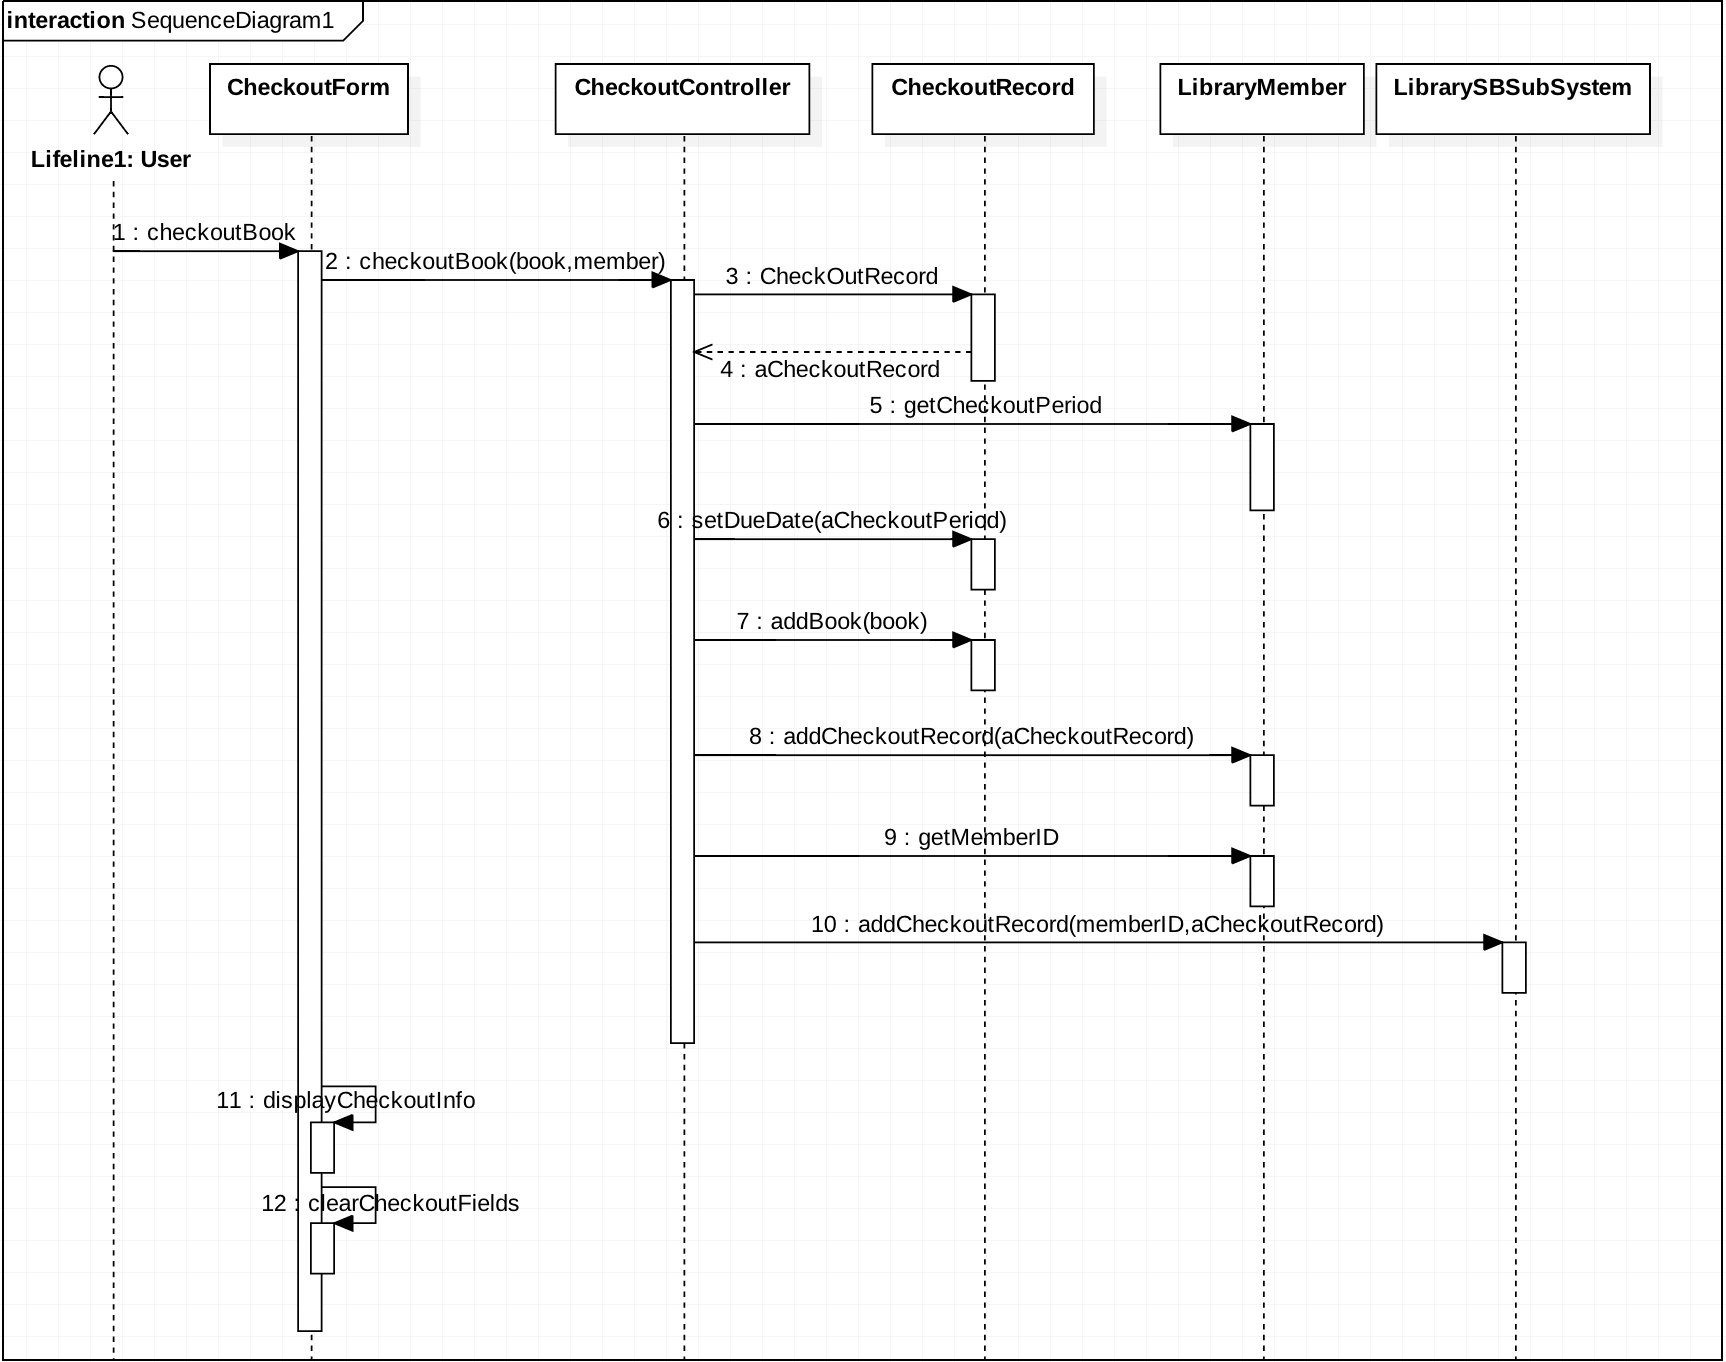 interaction SequenceDiagram1
CheckoutForm
CheckoutController
CheckoutRecord
LibraryMember
LibrarySBSubSystem
Lifeline1: User
1 : checkoutBook
2 : checkoutBook(book,member)
3 : CheckOutRecord
4 : aCheckoutRecord
5 : getCheckoutPeriod
6 : setDueDate(aCheckoutPeriod)
7 : addBook(book)
8 : addCheckoutRecord(aCheckoutRecord)
9 : getMemberID
10 : addCheckoutRecord(memberID,aCheckoutRecord)
11 : displayCheckoutInfo
12 : clearCheckoutFields